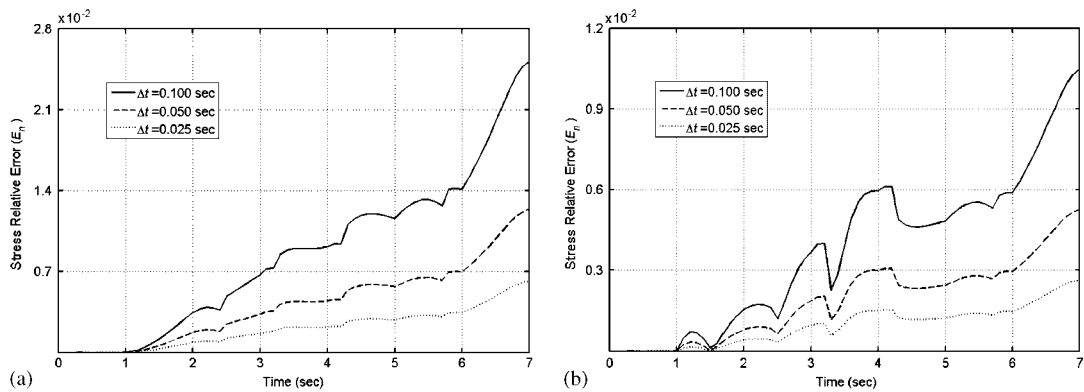 x10⁻²
2.8
2.1
1.4
0.7
0
Stress Relative Error (Eₙ)
Δt=0.100 sec
Δt=0.050 sec
Δt=0.025 sec
0 1 2 3 4 5 6 7
Time (sec)
(a)
x10⁻²
1.2
0.9
0.6
0.3
0
Stress Relative Error (Eₙ)
Δt=0.100 sec
Δt=0.050 sec
Δt=0.025 sec
0 1 2 3 4 5 6 7
Time (sec)
(b)